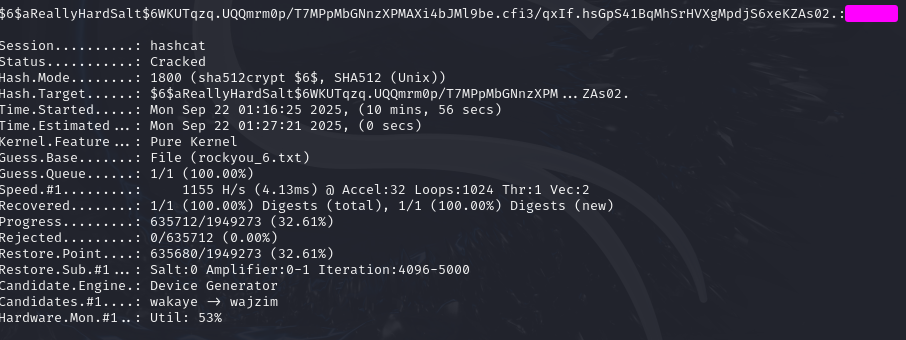 $6$aReallyHardSalt$6WKUTqzq.UQQmrm0p/T7MPpMbGNnzXPMAXi4bJMl9be.cfi3/qxIf.hsGpS41BqMhSrHVXgMpdjS6xeKZAs02.:
Session..........: hashcat
Status...........: Cracked
Hash.Mode........: 1800 (sha512crypt $6$, SHA512 (Unix))
Hash.Target......: $6$aReallyHardSalt$6WKUTqzq.UQQmrm0p/T7MPpMbGNnzXPM...ZAs02.
Time.Started.....: Mon Sep 22 01:16:25 2025, (10 mins, 56 secs)
Time.Estimated...: Mon Sep 22 01:27:21 2025, (0 secs)
Kernel.Feature...: Pure Kernel
Guess.Base.......: File (rockyou_6.txt)
Guess.Queue......: 1/1 (100.00%)
Speed.#1.........:     1155 H/s (4.13ms) @ Accel:32 Loops:1024 Thr:1 Vec:2
Recovered........: 1/1 (100.00%) Digests (total), 1/1 (100.00%) Digests (new)
Progress.........: 635712/1949273 (32.61%)
Rejected.........: 0/635712 (0.00%)
Restore.Point....: 635680/1949273 (32.61%)
Restore.Sub.#1...: Salt:0 Amplifier:0-1 Iteration:4096-5000
Candidate.Engine.: Device Generator
Candidates.#1....: wakaye -> wajzim
Hardware.Mon.#1..: Util: 53%